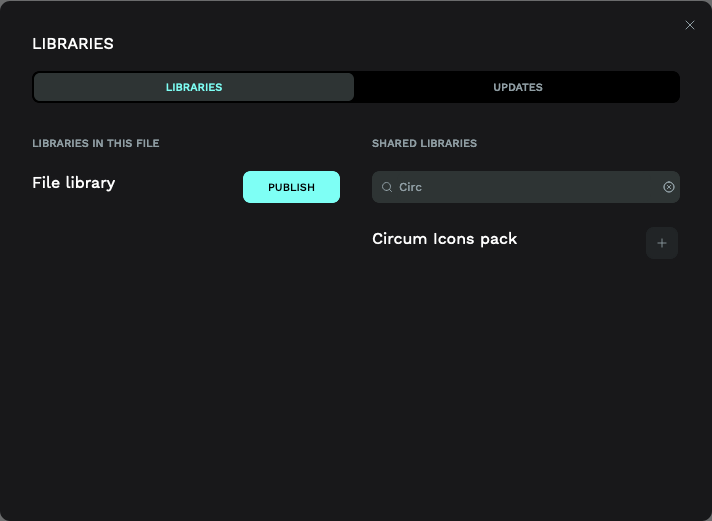 LIBRARIES
LIBRARIES
UPDATES
LIBRARIES IN THIS FILE
File library
PUBLISH
SHARED LIBRARIES
Circ
Circum Icons pack